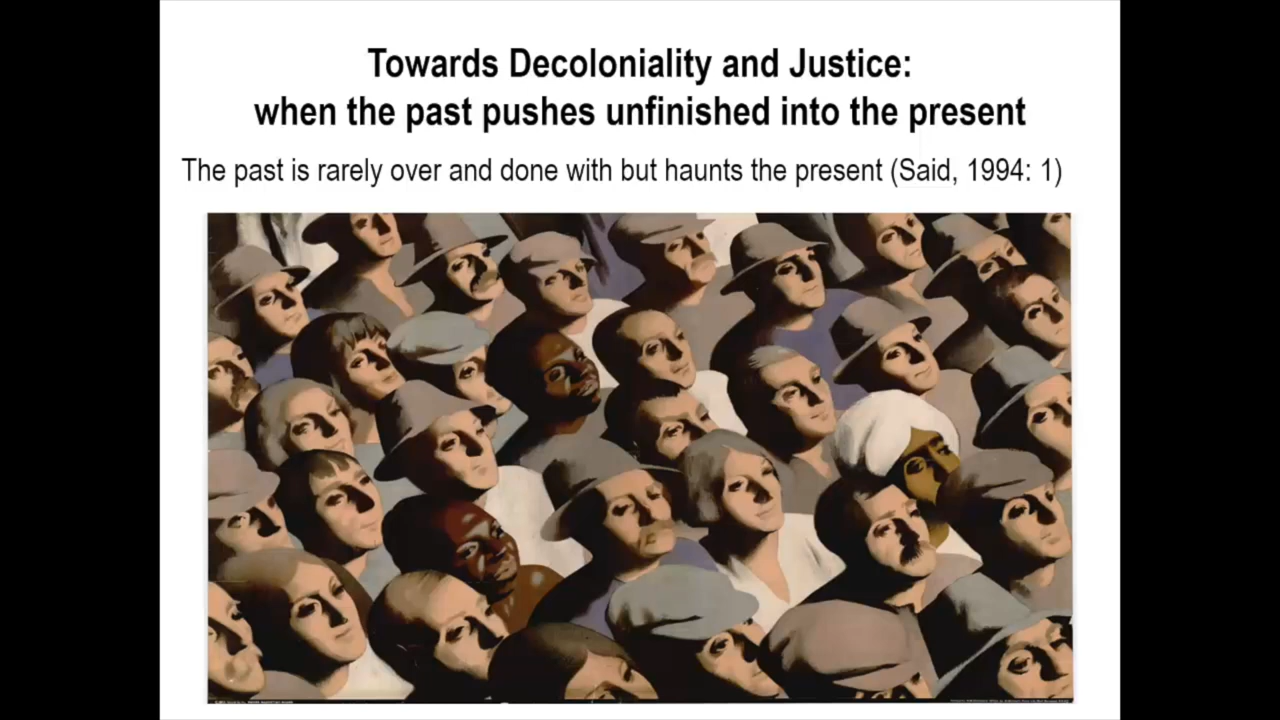 Towards Decoloniality and Justice:
when the past pushes unfinished into the present
The past is rarely over and done with but haunts the present (Said, 1994: 1)